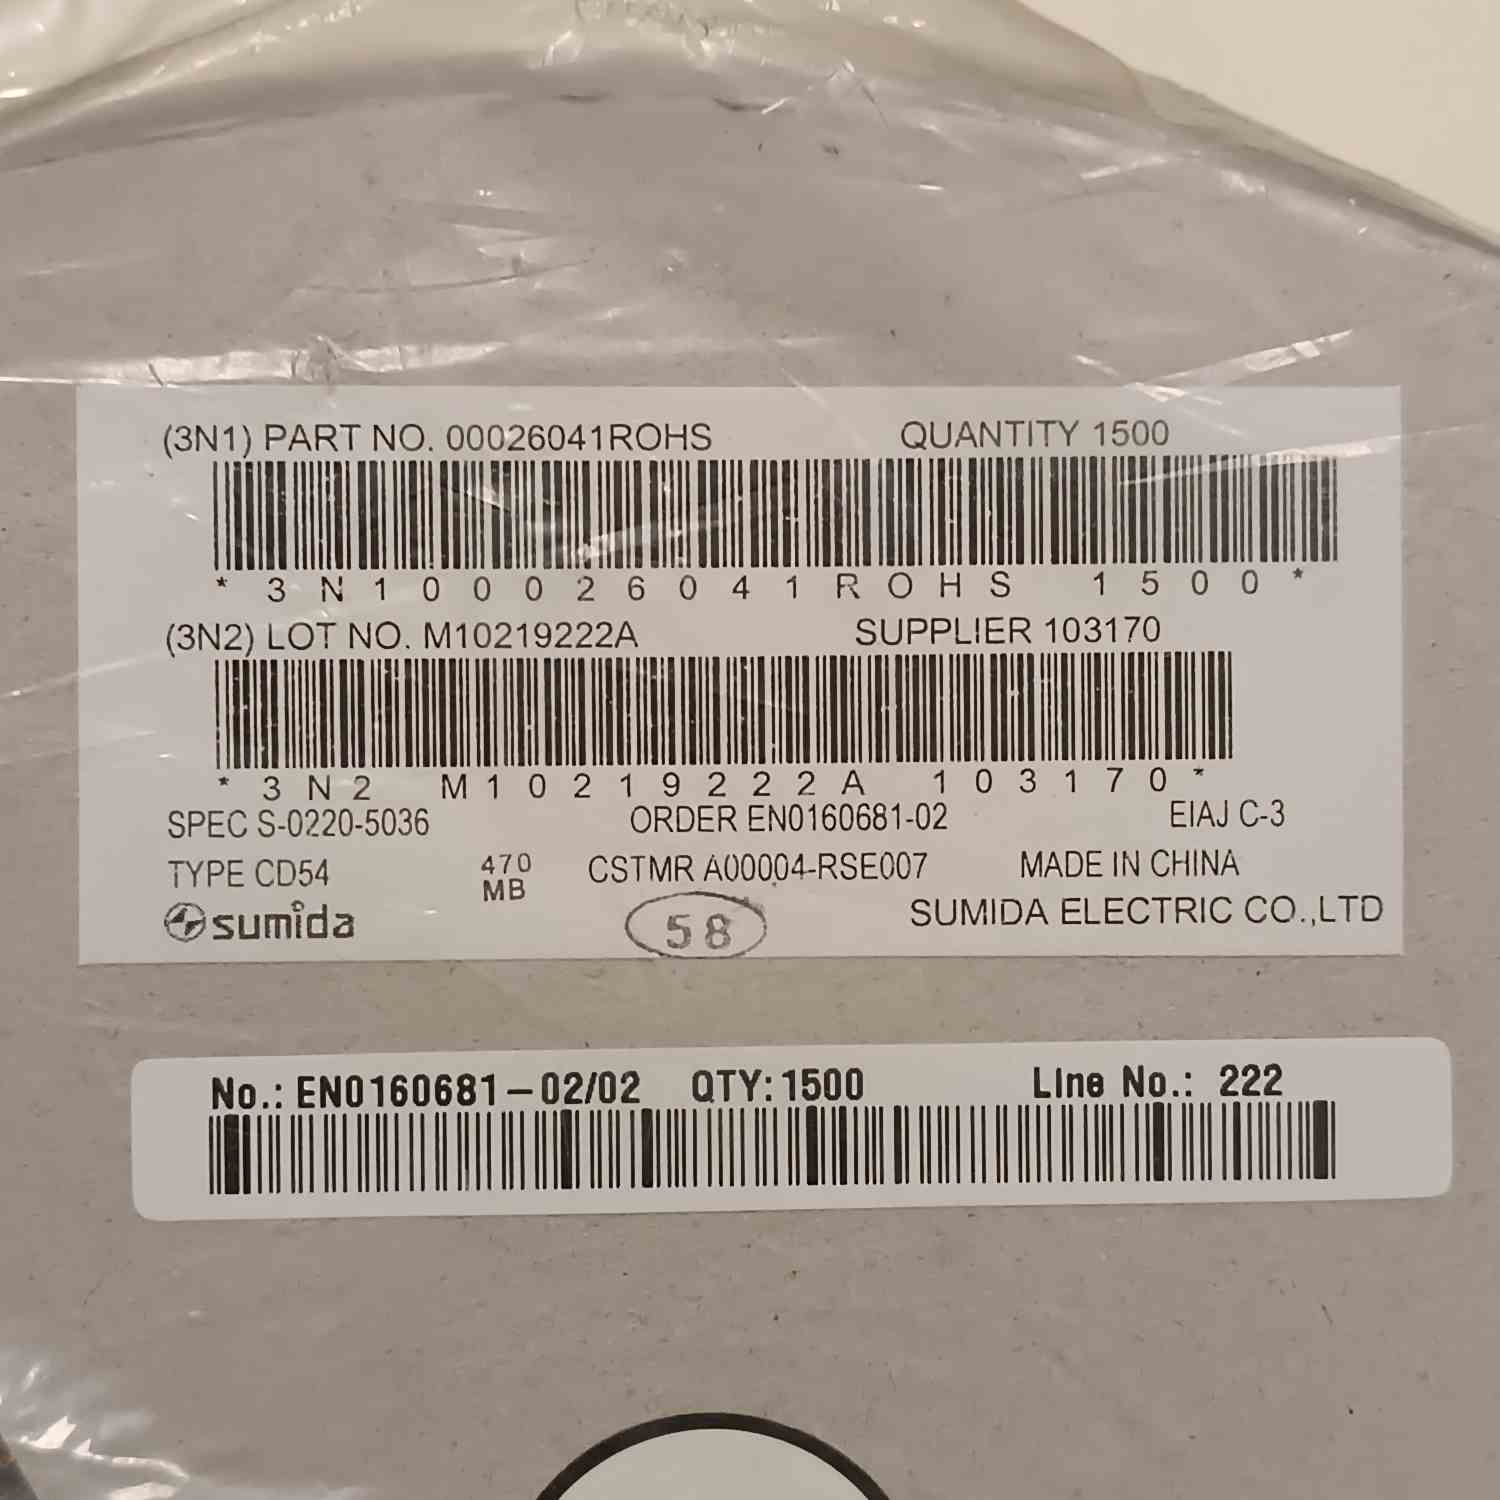 (3N1) PART NO. 00026041ROHS QUANTITY 1500
* 3 N 1 0 0 0 2 6 0 4 1 R O H S 1 5 0 0 *
(3N2) LOT NO. M10219222A SUPPLIER 103170
* 3 N 2 M 1 0 2 1 9 2 2 2 A 1 0 3 1 7 0 *
SPEC S-0220-5036 ORDER EN0160681-02 EIAJ C-3
TYPE CD54 470 CSTMR A00004-RSE007 MADE IN CHINA
MB
sumida 58 SUMIDA ELECTRIC CO.,LTD
No.: EN0160681-02/02 QTY: 1500 Line No.: 222